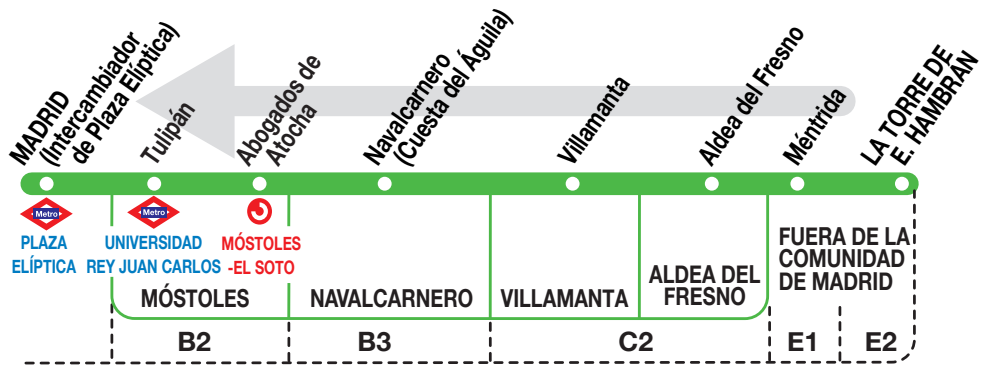 MADRID
(Intercambiador
de Plaza Elíptica)
Tulipán
Abogados de
Atocha
Navalcarnero
(Cuesta del Águila)
Villamanta
Aldea del Fresno
Méntrida
LA TORRE DE
E. HAMBRÁN
Metro
Metro
PLAZA
ELÍPTICA
UNIVERSIDAD
REY JUAN CARLOS
MÓSTOLES
-EL SOTO
MÓSTOLES
NAVALCARNERO
VILLAMANTA
ALDEA DEL
FRESNO
FUERA DE LA
COMUNIDAD
DE MADRID
B2
B3
C2
E1
E2